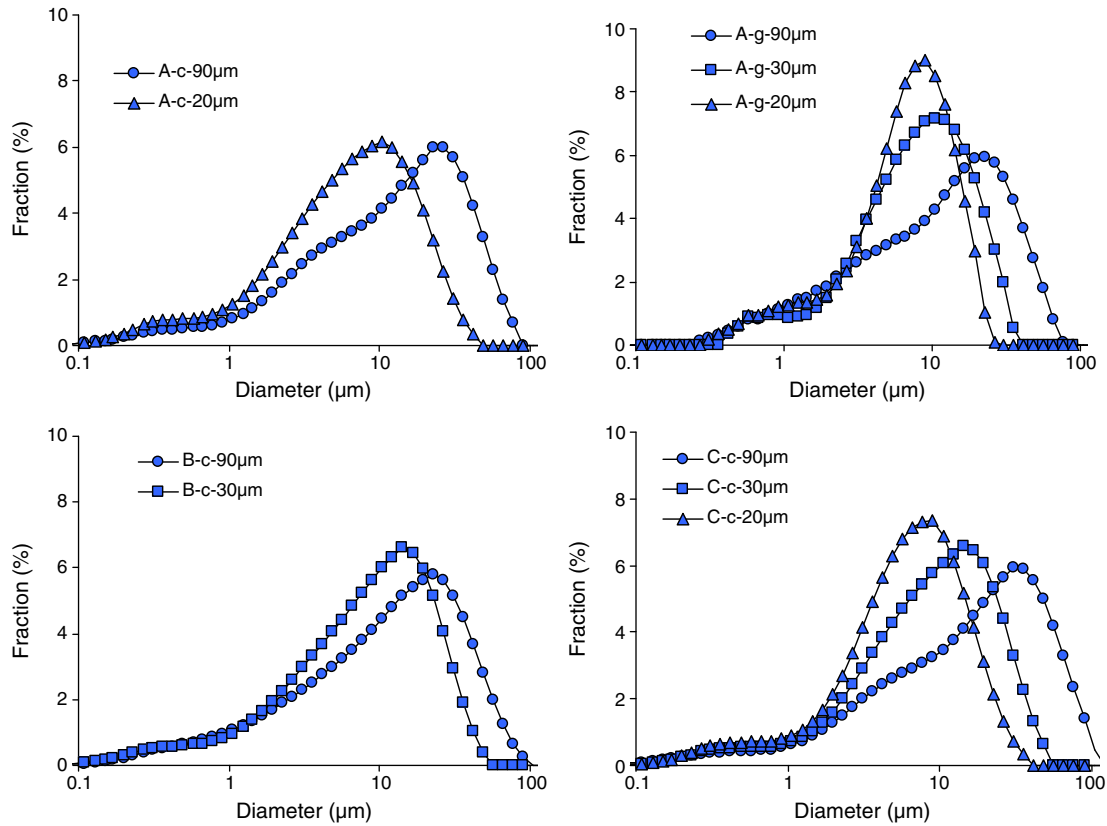 10
8
6
4
2
0
Fraction (%)
A-c-90µm
A-c-20µm
0.1 1 10 100
Diameter (µm)
10
8
6
4
2
0
Fraction (%)
A-g-90µm
A-g-30µm
A-g-20µm
0.1 1 10 100
Diameter (µm)
10
8
6
4
2
0
Fraction (%)
B-c-90µm
B-c-30µm
0.1 1 10 100
Diameter (µm)
10
8
6
4
2
0
Fraction (%)
C-c-90µm
C-c-30µm
C-c-20µm
0.1 1 10 100
Diameter (µm)